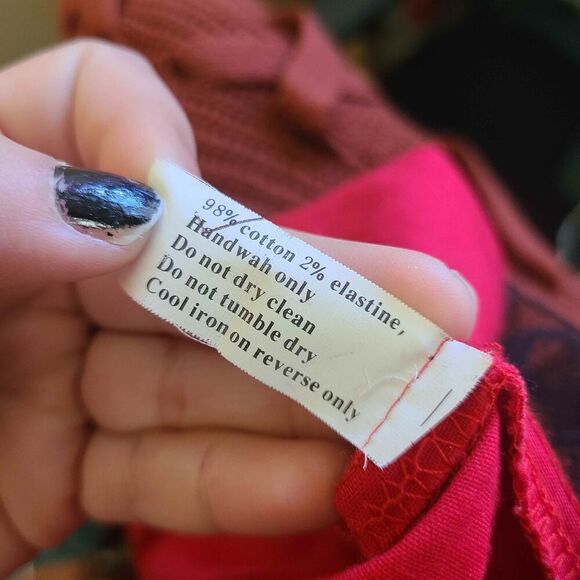 98% cotton 2% elastine,
Handwah only
Do not dry clean
Do not tumble dry
Cool iron on reverse only